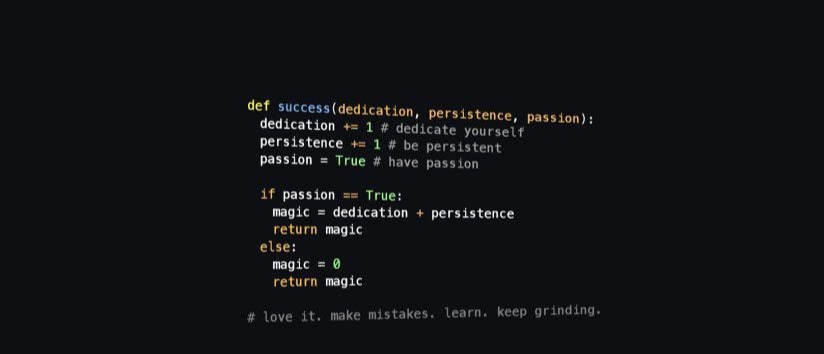 def success(dedication, persistence, passion):
  dedication += 1 # dedicate yourself
  persistence += 1 # be persistent
  passion = True # have passion

  if passion == True:
    magic = dedication + persistence
    return magic
  else:
    magic = 0
    return magic

# love it. make mistakes. learn. keep grinding.